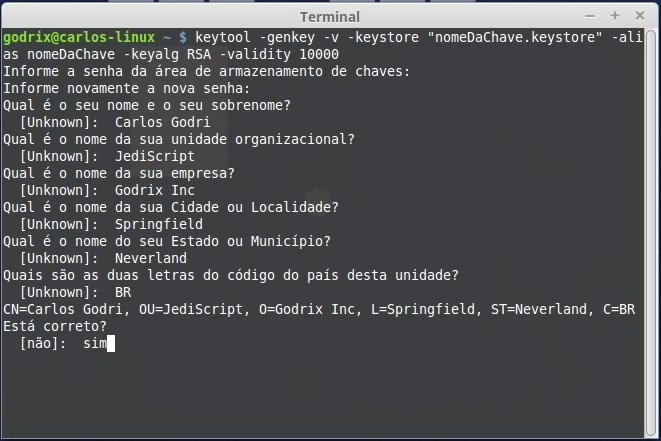 Terminal
godrix@carlos-linux ~ $ keytool -genkey -v -keystore "nomeDaChave.keystore" -ali
as nomeDaChave -keyalg RSA -validity 10000
Informe a senha da área de armazenamento de chaves:
Informe novamente a nova senha:
Qual é o seu nome e o seu sobrenome?
  [Unknown]:  Carlos Godri
Qual é o nome da sua unidade organizacional?
  [Unknown]:  JediScript
Qual é o nome da sua empresa?
  [Unknown]:  Godrix Inc
Qual é o nome da sua Cidade ou Localidade?
  [Unknown]:  Springfield
Qual é o nome do seu Estado ou Município?
  [Unknown]:  Neverland
Quais são as duas letras do código do país desta unidade?
  [Unknown]:  BR
CN=Carlos Godri, OU=JediScript, O=Godrix Inc, L=Springfield, ST=Neverland, C=BR
Está correto?
  [não]:  sim